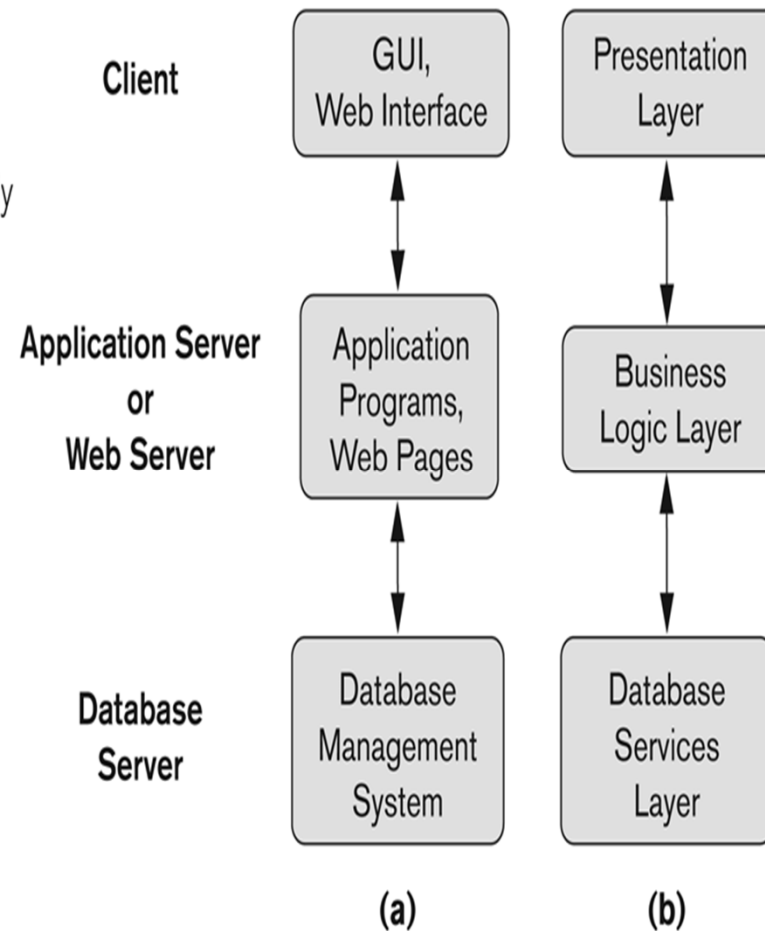 Client
GUI,
Web Interface
Presentation
Layer
y
Application Server
or
Web Server
Application
Programs,
Web Pages
Business
Logic Layer
Database
Server
Database
Management
System
Database
Services
Layer
(a)
(b)